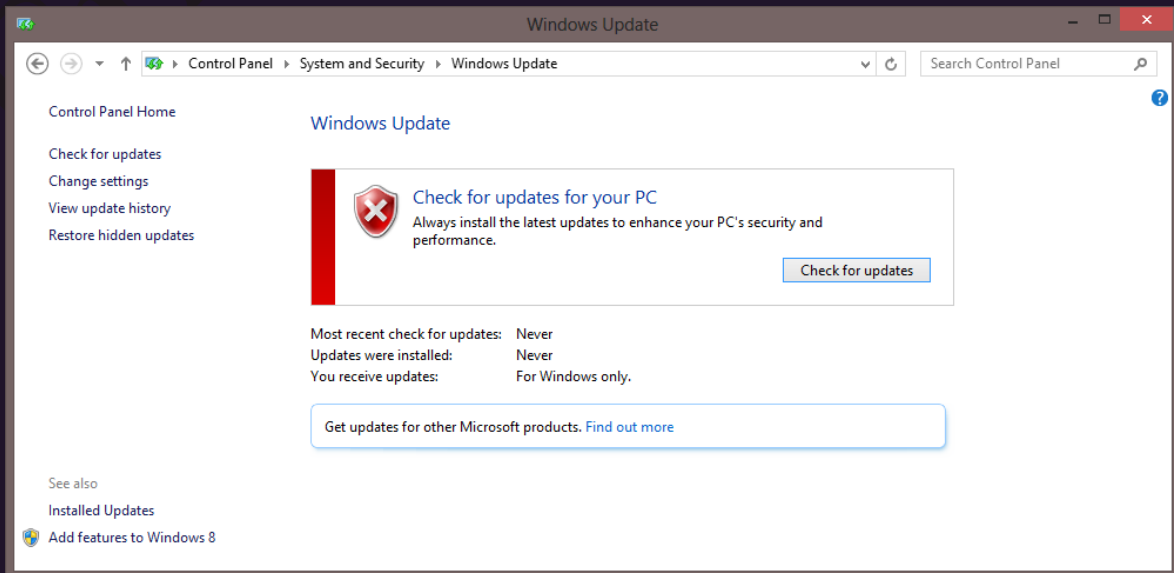 Windows Update
Control Panel System and Security Windows Update
Search Control Panel
Control Panel Home
Check for updates
Change settings
View update history
Restore hidden updates
Windows Update
Check for updates for your PC
Always install the latest updates to enhance your PC's security and
performance.
Check for updates
Most recent check for updates: Never
Updates were installed: Never
You receive updates: For Windows only.
Get updates for other Microsoft products. Find out more
See also
Installed Updates
Add features to Windows 8